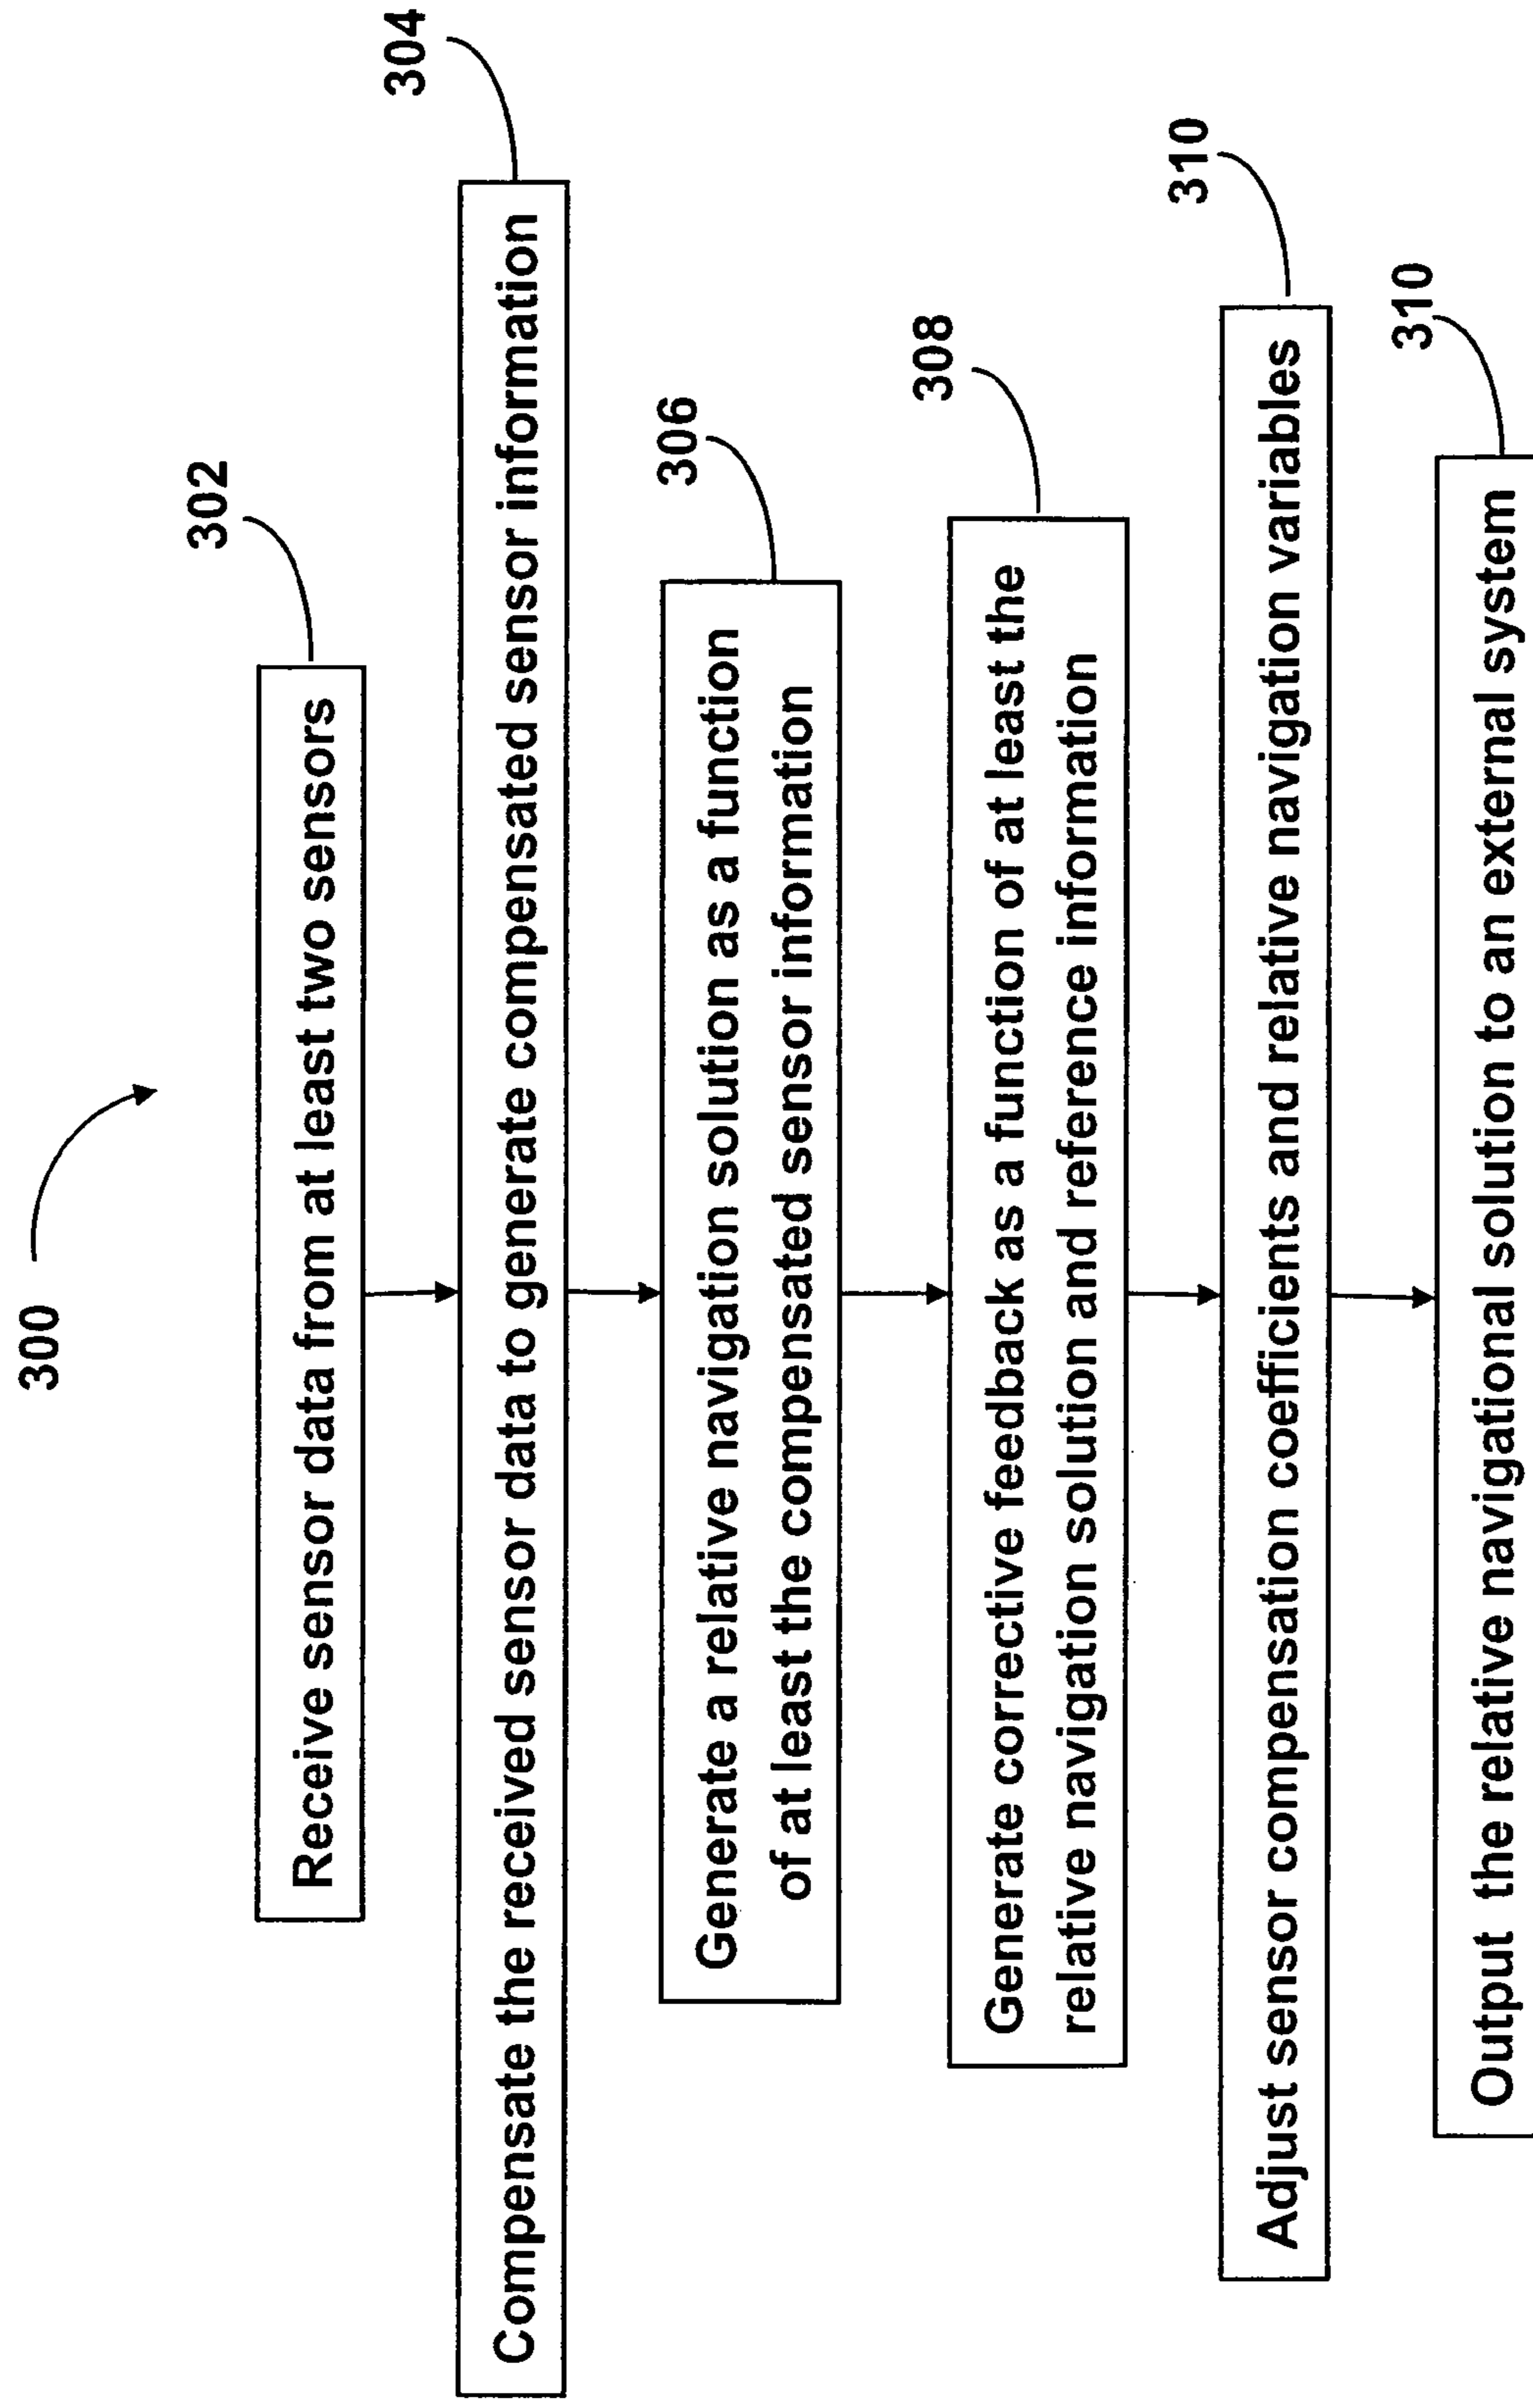 300
302
Receive sensor data from at least two sensors
304
Compensate the received sensor data to generate compensated sensor information
306
Generate a relative navigation solution as a function
of at least the compensated sensor information
308
Generate corrective feedback as a function of at least the
relative navigation solution and reference information
310
Adjust sensor compensation coefficients and relative navigation variables
310
Output the relative navigational solution to an external system